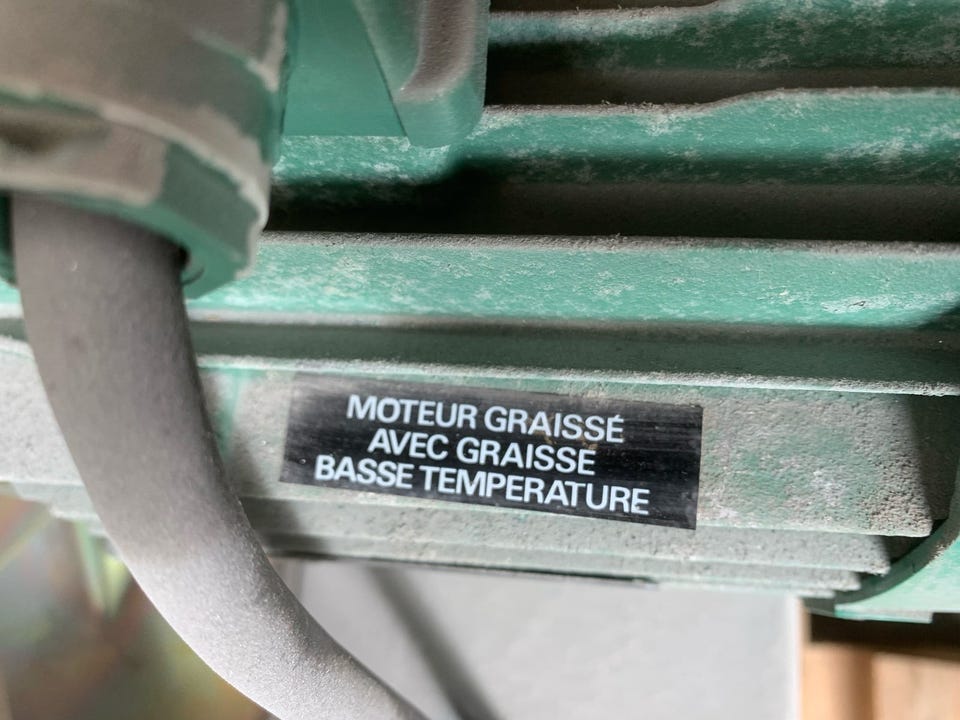 MOTEUR GRAISSÉ
AVEC GRAISSE
BASSE TEMPERATURE